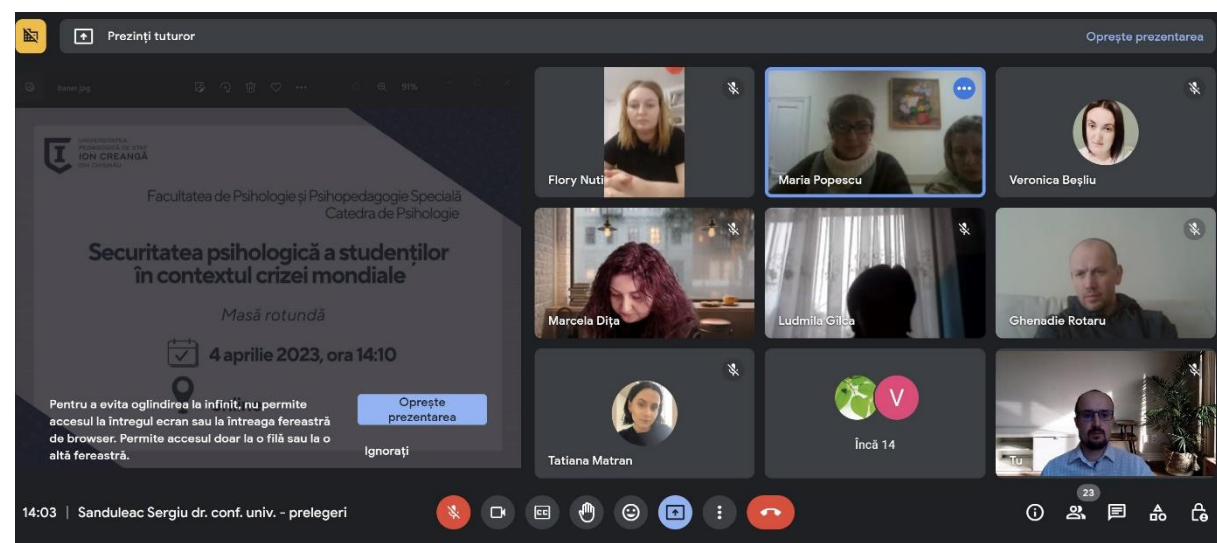 Prezinți tuturor
Oprește prezentarea
baner.jpg
91%
UNIVERSITATEA
PEDAGOGICĂ DE STAT
ION CREANGĂ
DIN CHIȘINĂU
Facultatea de Psihologie și Psihopedagogie Specială
Catedra de Psihologie
Securitatea psihologică a studenților
în contextul crizei mondiale
Masă rotundă
4 aprilie 2023, ora 14:10
Pentru a evita oglindirea la infinit, nu permite
accesul la întregul ecran sau la întreaga fereastră
de browser. Permite accesul doar la o filă sau la o
altă fereastră.
Oprește
prezentarea
Ignorați
Flory Nuti
Maria Popescu
Veronica Beșliu
Marcela Dița
Ludmila Gîlca
Ghenadie Rotaru
Tatiana Matran
V
Încă 14
Tu
14:03 | Sanduleac Sergiu dr. conf. univ. - prelegeri
CC
23